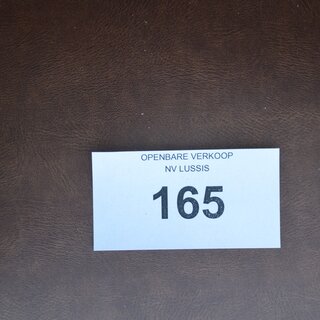 OPENBARE VERKOOP
NV LUSSIS
165